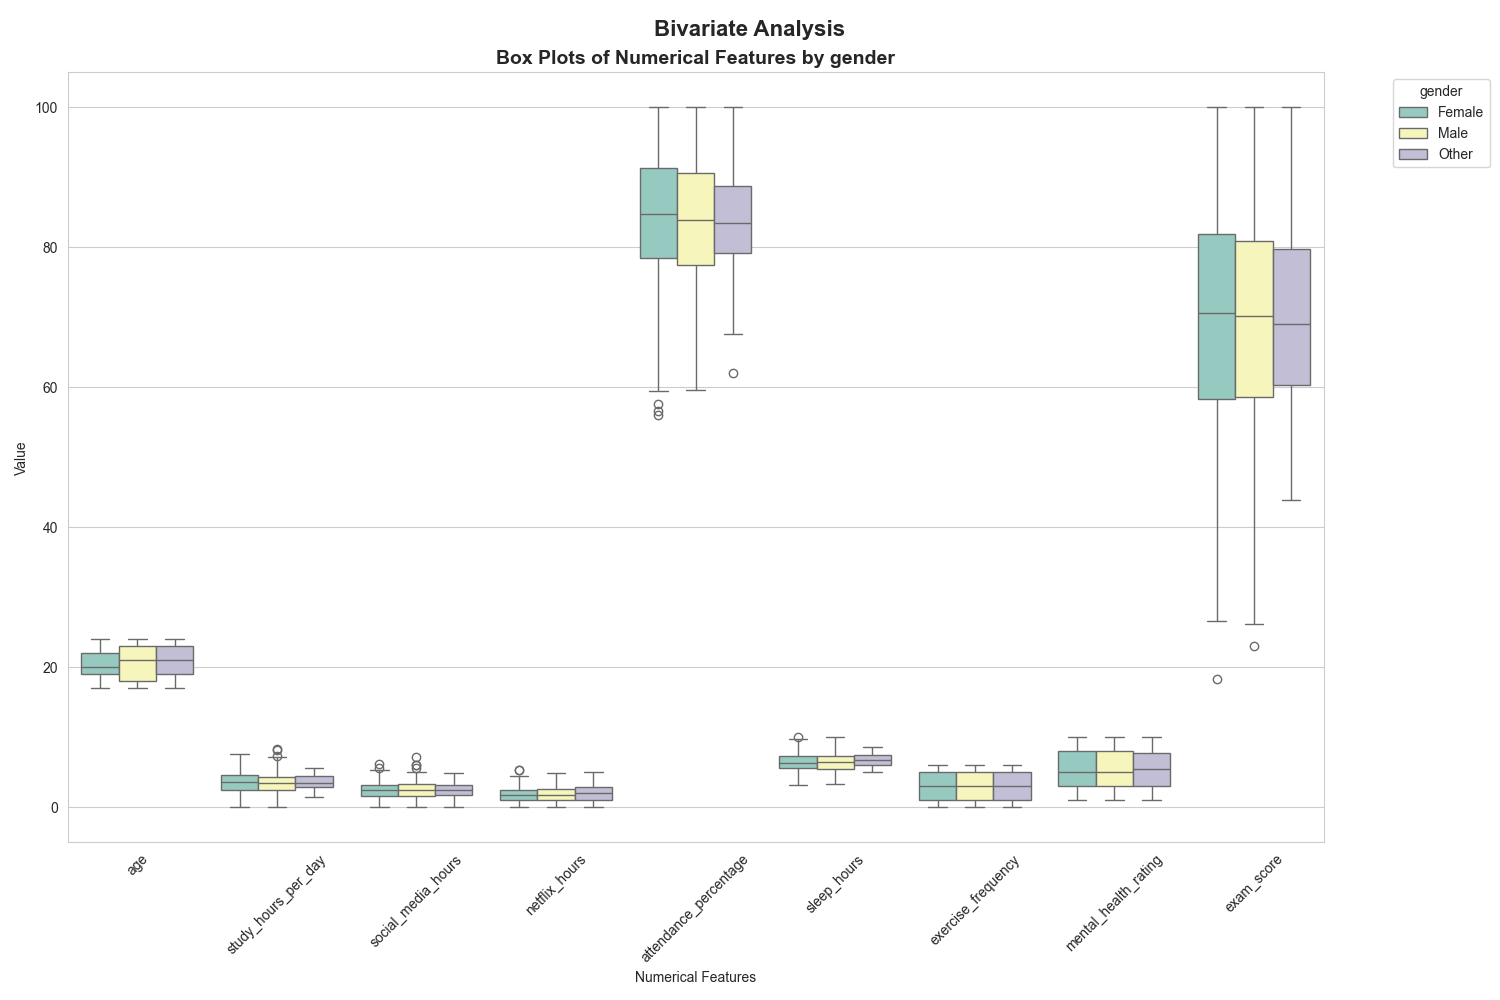 Bivariate Analysis
Box Plots of Numerical Features by gender
gender
Female
Male
Other
Value
100
80
60
40
20
0
age
study_hours_per_day
social_media_hours
netflix_hours
attendance_percentage
sleep_hours
exercise_frequency
mental_health_rating
exam_score
Numerical Features